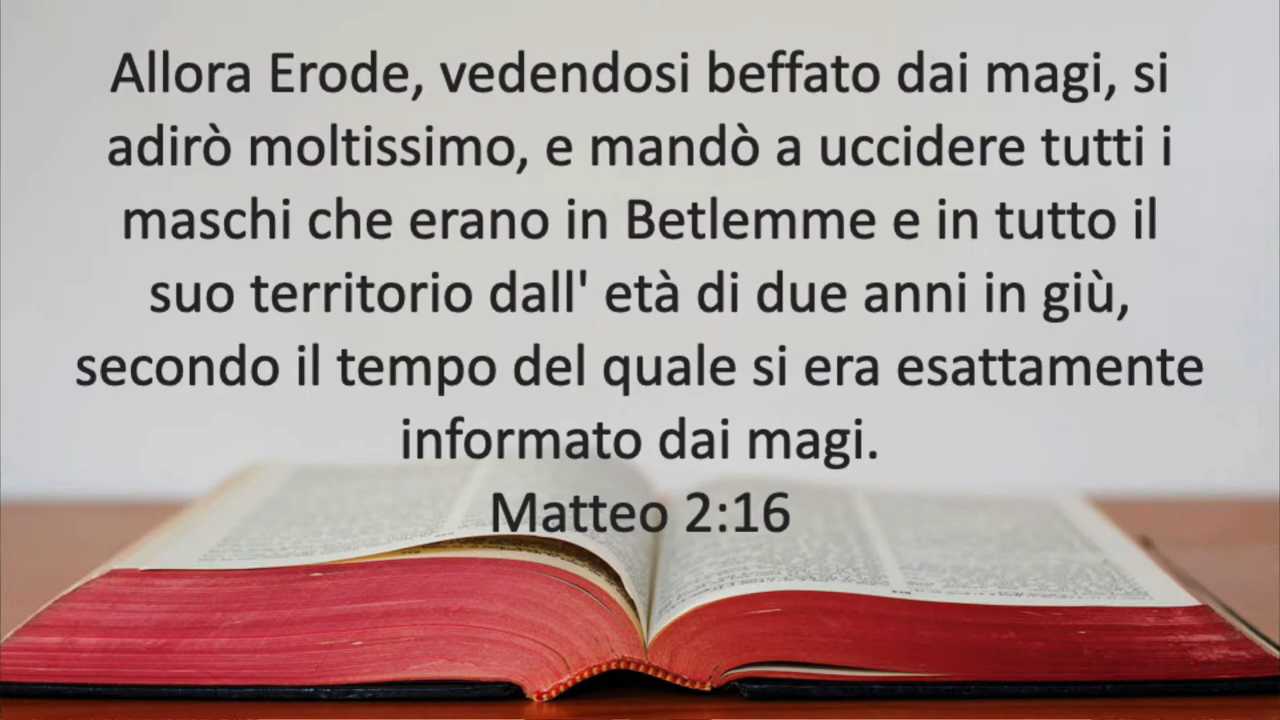 Allora Erode, vedendosi beffato dai magi, si
adirò moltissimo, e mandò a uccidere tutti i
maschi che erano in Betlemme e in tutto il
suo territorio dall' età di due anni in giù,
secondo il tempo del quale si era esattamente
informato dai magi.
Matteo 2:16